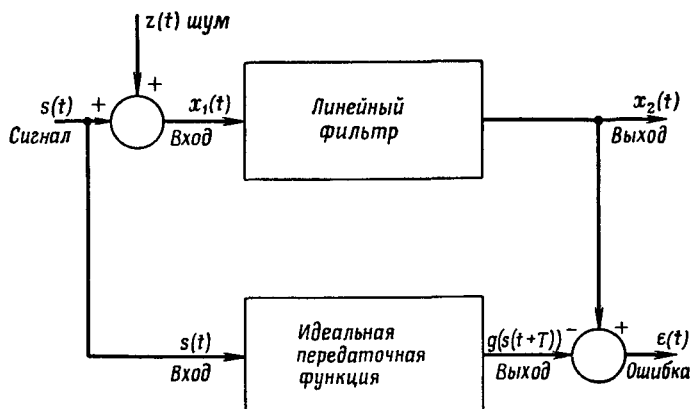 z(t) шум
+
s(t)
+
x₁(t)
Линейный
фильтр
x₂(t)
Сигнал
Вход
Выход
s(t)
Вход
Идеальная
передаточная
функция
g(s(t+T))
−
+
ε(t)
Выход
Ошибка